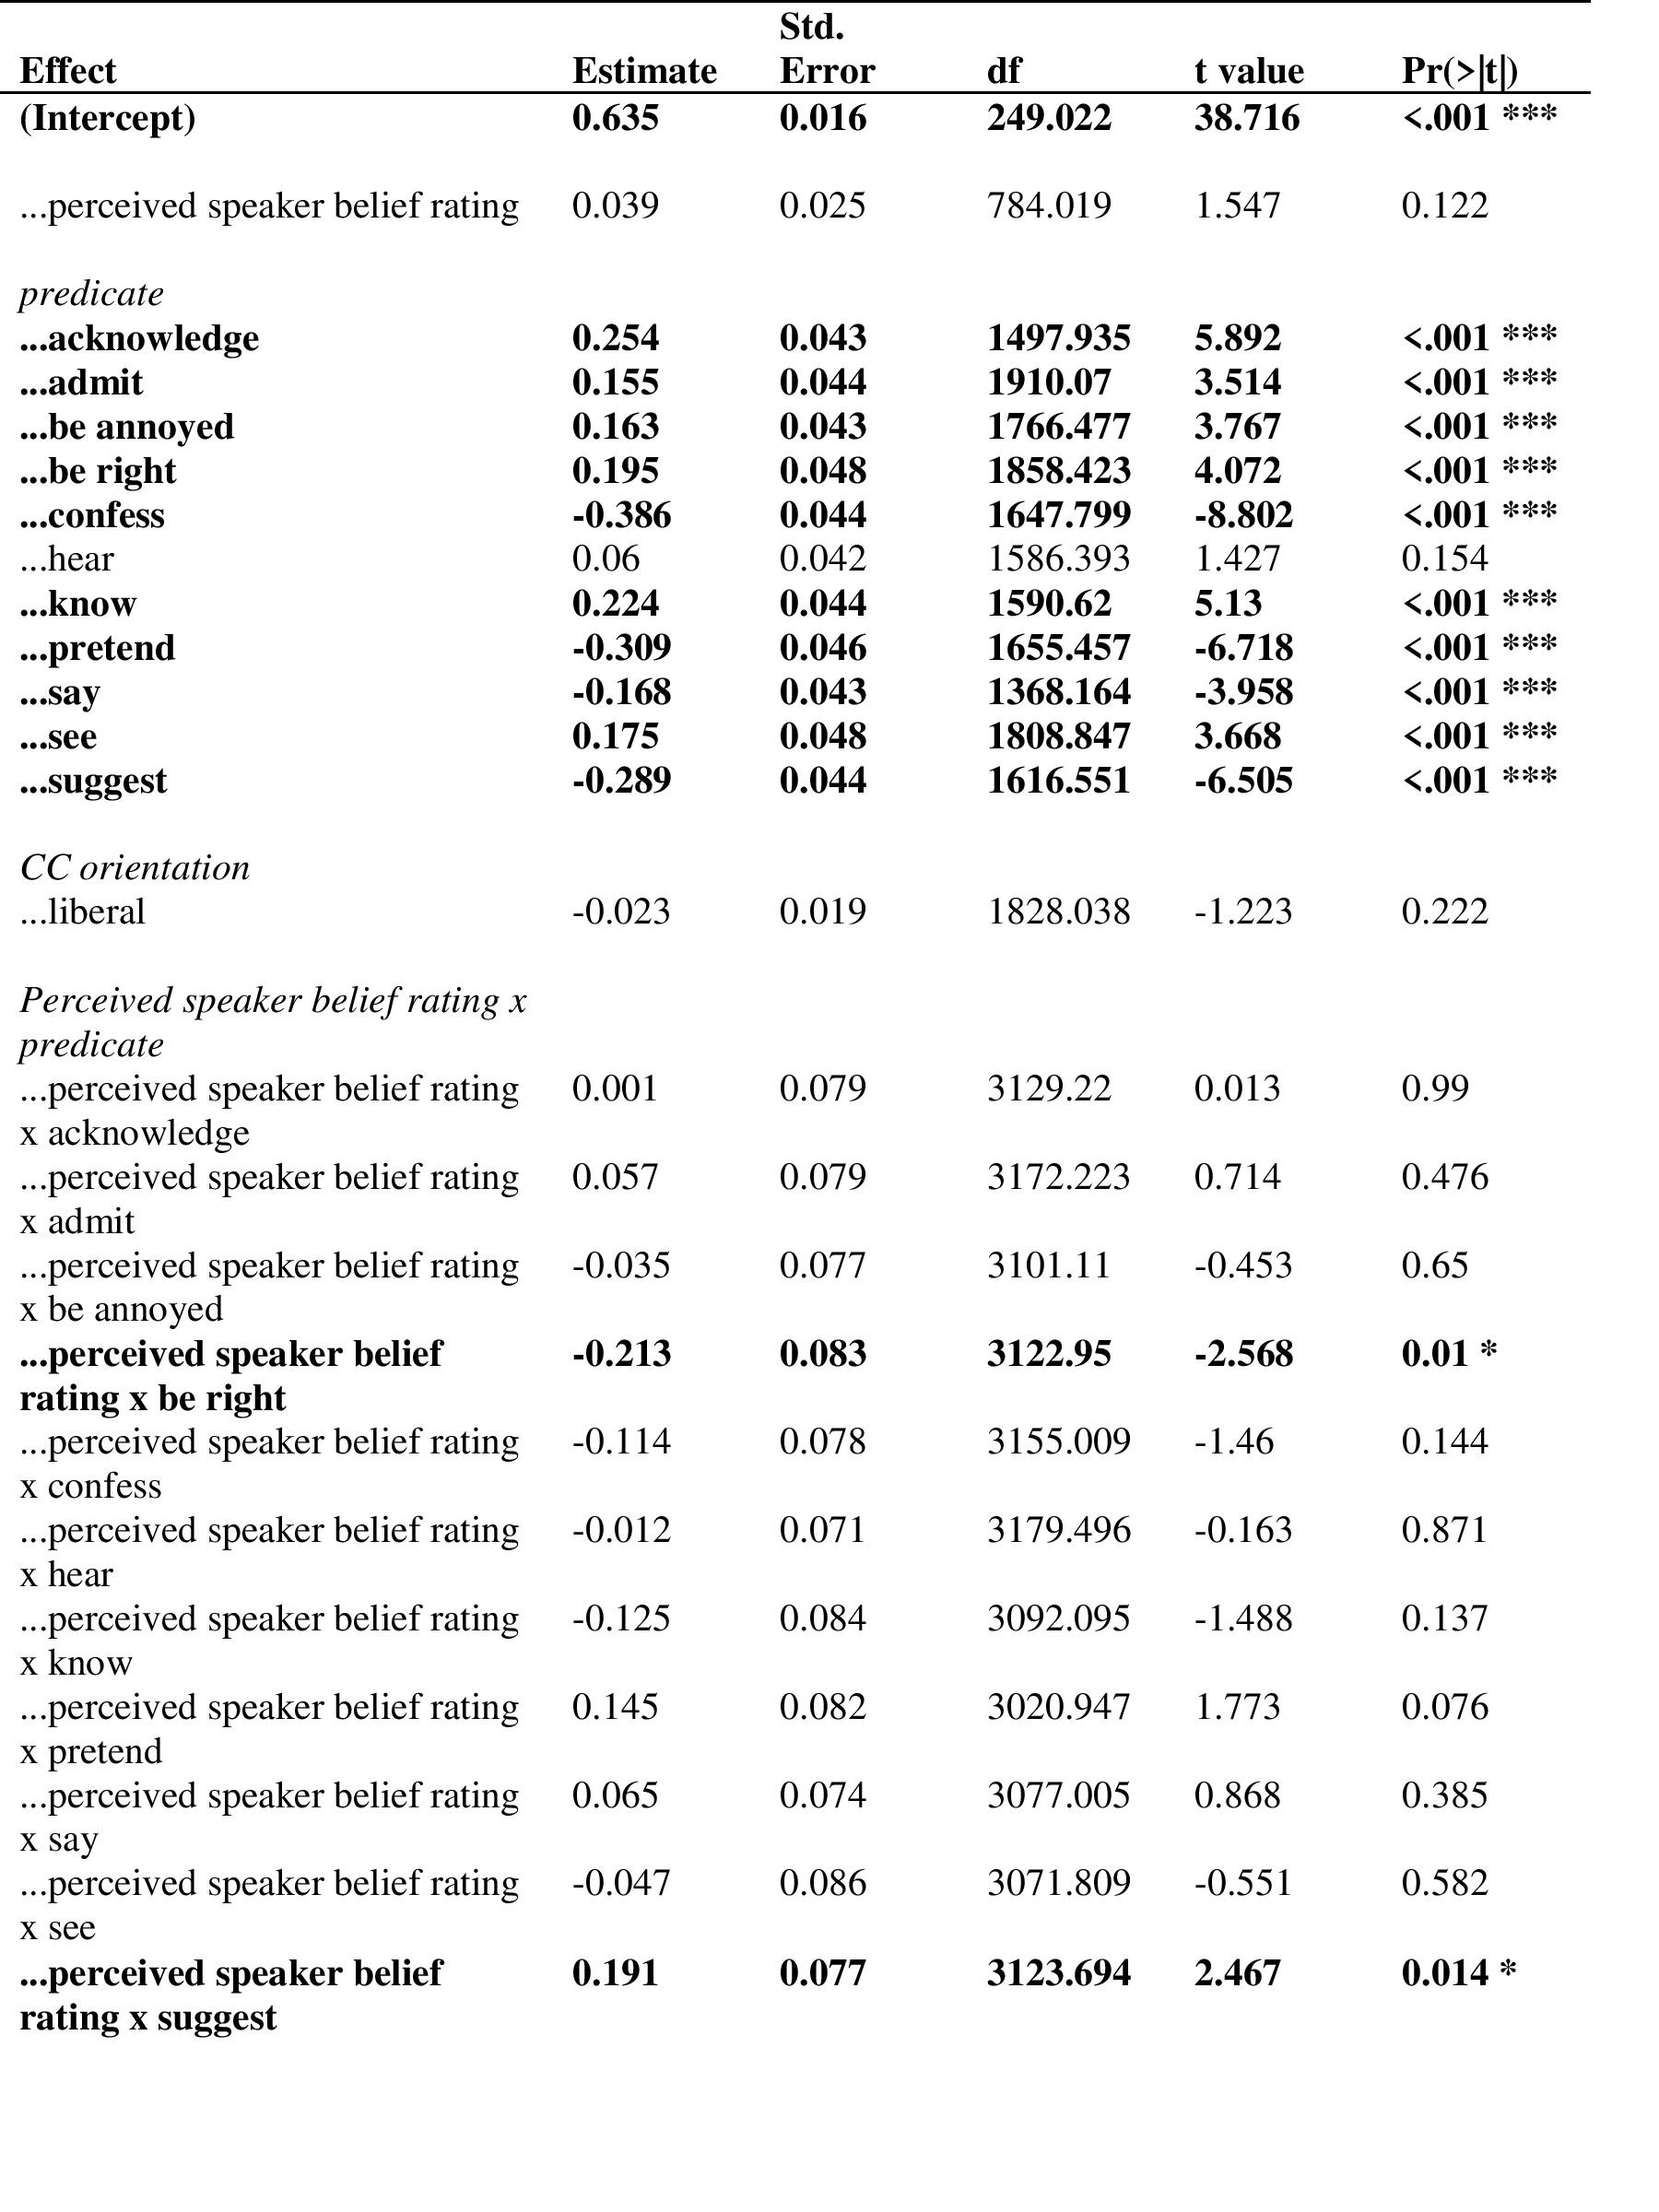 Std.
Effect Estimate Error df t value Pr(>|t|)
(Intercept) 0.635 0.016 249.022 38.716 <.001 ***
...perceived speaker belief rating 0.039 0.025 784.019 1.547 0.122
predicate
...acknowledge 0.254 0.043 1497.935 5.892 <.001 ***
...admit 0.155 0.044 1910.07 3.514 <.001 ***
...be annoyed 0.163 0.043 1766.477 3.767 <.001 ***
...be right 0.195 0.048 1858.423 4.072 <.001 ***
...confess -0.386 0.044 1647.799 -8.802 <.001 ***
...hear 0.06 0.042 1586.393 1.427 0.154
...know 0.224 0.044 1590.62 5.13 <.001 ***
...pretend -0.309 0.046 1655.457 -6.718 <.001 ***
...say -0.168 0.043 1368.164 -3.958 <.001 ***
...see 0.175 0.048 1808.847 3.668 <.001 ***
...suggest -0.289 0.044 1616.551 -6.505 <.001 ***
CC orientation
...liberal -0.023 0.019 1828.038 -1.223 0.222
Perceived speaker belief rating x
predicate
...perceived speaker belief rating 0.001 0.079 3129.22 0.013 0.99
x acknowledge
...perceived speaker belief rating 0.057 0.079 3172.223 0.714 0.476
x admit
...perceived speaker belief rating -0.035 0.077 3101.11 -0.453 0.65
x be annoyed
...perceived speaker belief -0.213 0.083 3122.95 -2.568 0.01 *
rating x be right
...perceived speaker belief rating -0.114 0.078 3155.009 -1.46 0.144
x confess
...perceived speaker belief rating -0.012 0.071 3179.496 -0.163 0.871
x hear
...perceived speaker belief rating -0.125 0.084 3092.095 -1.488 0.137
x know
...perceived speaker belief rating 0.145 0.082 3020.947 1.773 0.076
x pretend
...perceived speaker belief rating 0.065 0.074 3077.005 0.868 0.385
x say
...perceived speaker belief rating -0.047 0.086 3071.809 -0.551 0.582
x see
...perceived speaker belief 0.191 0.077 3123.694 2.467 0.014 *
rating x suggest